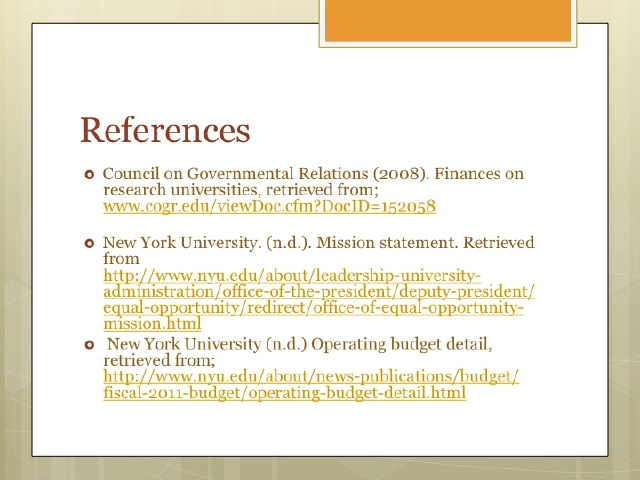 References
Council on Governmental Relations (2008). Finances on
research universities, retrieved from;
www.cogr.edu/viewDoc.cfm?DocID=152058
New York University. (n.d.). Mission statement. Retrieved
from
http://www.nyu.edu/about/leadership-university-
administration/office-of-the-president/deputy-president/
equal-opportunity/redirect/office-of-equal-opportunity-
mission.html
New York University (n.d.) Operating budget detail,
retrieved from;
http://www.nyu.edu/about/news-publications/budget/
fiscal-2011-budget/operating-budget-detail.html